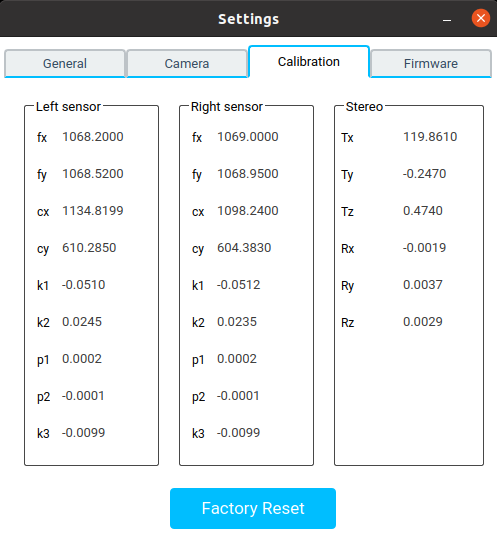 Settings
General Camera Calibration Firmware
Left sensor
fx 1068.2000
fy 1068.5200
cx 1134.8199
cy 610.2850
k1 -0.0510
k2 0.0245
p1 0.0002
p2 -0.0001
k3 -0.0099
Right sensor
fx 1069.0000
fy 1068.9500
cx 1098.2400
cy 604.3830
k1 -0.0512
k2 0.0235
p1 0.0002
p2 -0.0001
k3 -0.0099
Stereo
Tx 119.8610
Ty -0.2470
Tz 0.4740
Rx -0.0019
Ry 0.0037
Rz 0.0029
Factory Reset